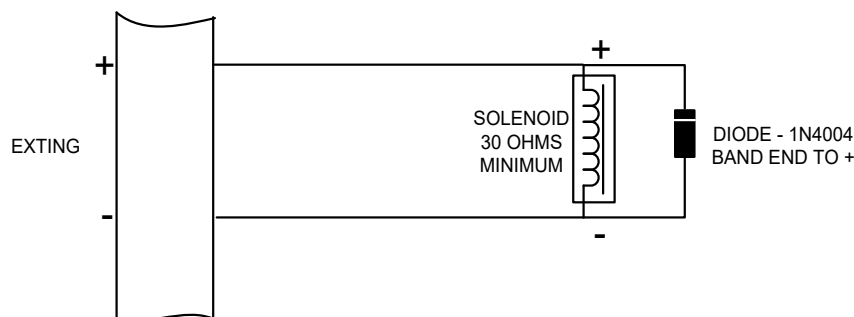 +
EXTING
-
+
SOLENOID
30 OHMS
MINIMUM
-
DIODE - 1N4004
BAND END TO +